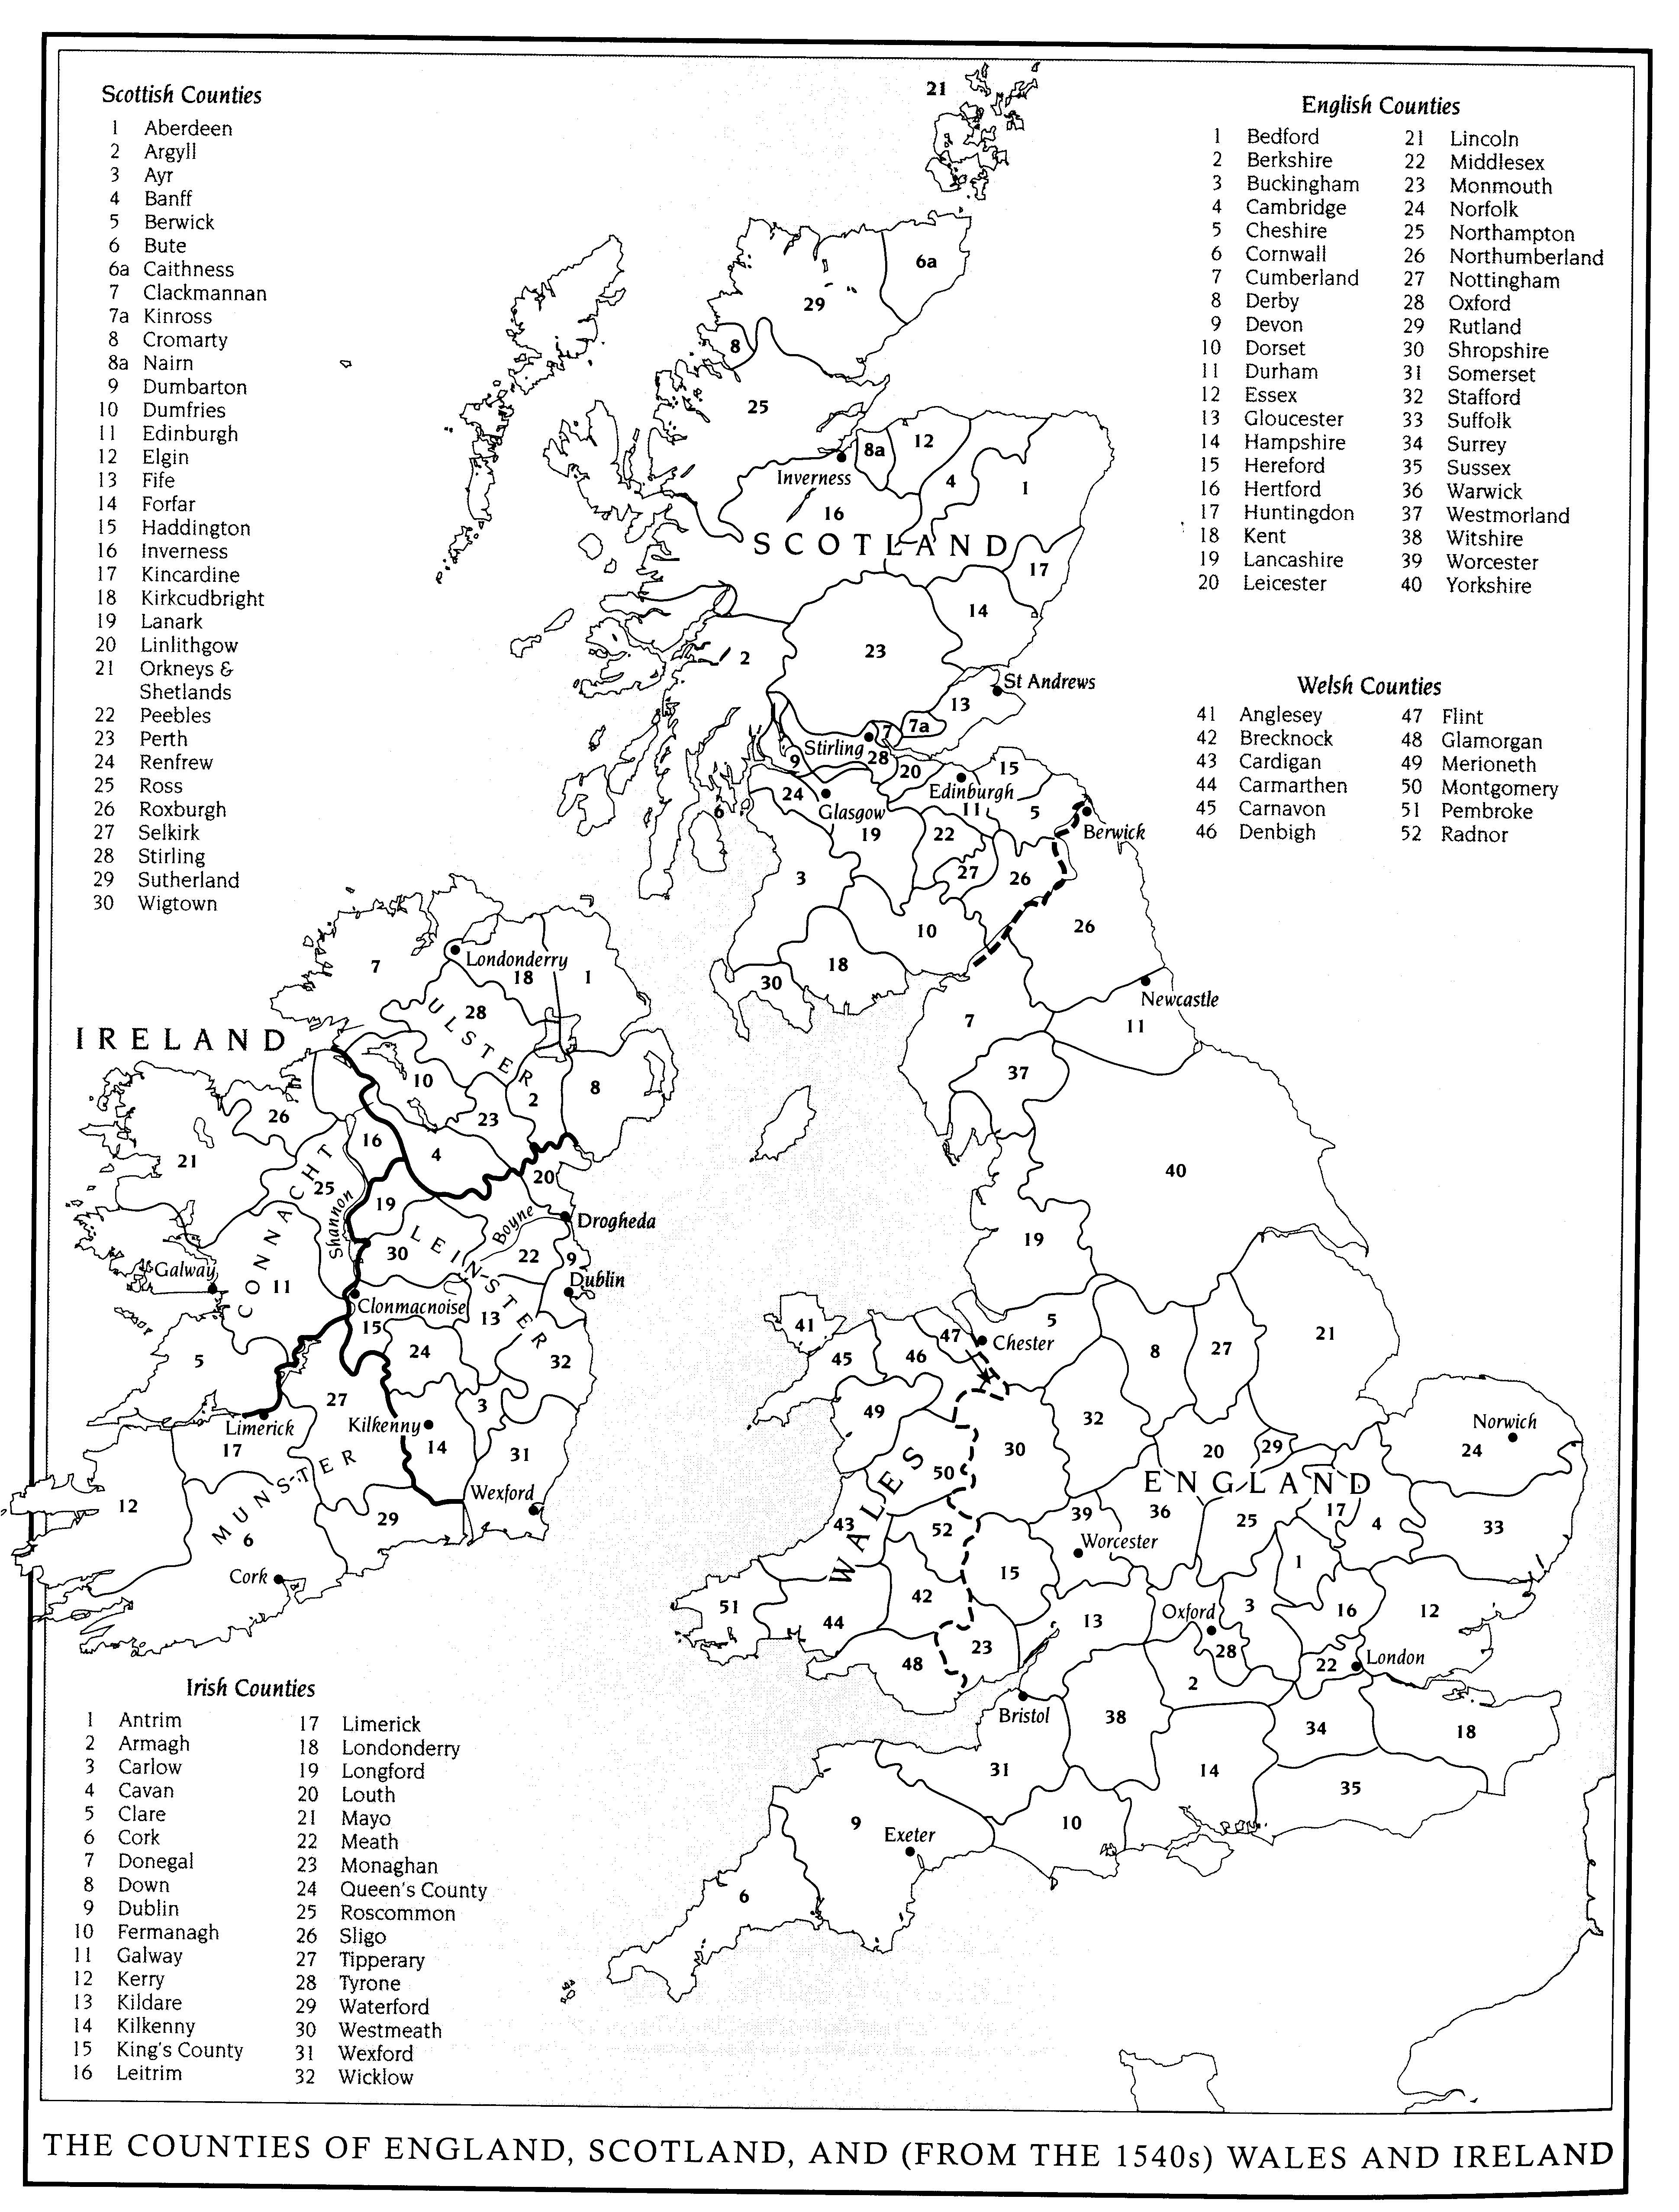 Scottish Counties
1 Aberdeen
2 Argyll
3 Ayr
4 Banff
5 Berwick
6 Bute
6a Caithness
7 Clackmannan
7a Kinross
8 Cromarty
8a Nairn
9 Dumbarton
10 Dumfries
11 Edinburgh
12 Elgin
13 Fife
14 Forfar
15 Haddington
16 Inverness
17 Kincardine
18 Kirkcudbright
19 Lanark
20 Linlithgow
21 Orkneys &
Shetlands
22 Peebles
23 Perth
24 Renfrew
25 Ross
26 Roxburgh
27 Selkirk
28 Stirling
29 Sutherland
30 Wigtown
English Counties
1 Bedford 21 Lincoln
2 Berkshire 22 Middlesex
3 Buckingham 23 Monmouth
4 Cambridge 24 Norfolk
5 Cheshire 25 Northampton
6 Cornwall 26 Northumberland
7 Cumberland 27 Nottingham
8 Derby 28 Oxford
9 Devon 29 Rutland
10 Dorset 30 Shropshire
11 Durham 31 Somerset
12 Essex 32 Stafford
13 Gloucester 33 Suffolk
14 Hampshire 34 Surrey
15 Hereford 35 Sussex
16 Hertford 36 Warwick
17 Huntingdon 37 Westmorland
18 Kent 38 Witshire
19 Lancashire 39 Worcester
20 Leicester 40 Yorkshire
Welsh Counties
41 Anglesey 47 Flint
42 Brecknock 48 Glamorgan
43 Cardigan 49 Merioneth
44 Carmarthen 50 Montgomery
45 Carnavon 51 Pembroke
46 Denbigh 52 Radnor
21
6a
29
8
25
8a
12
4
1
Inverness
16
SCOTLAND
17
14
23
2
St Andrews
13
7
7a
Stirling
28
9
20
15
Edinburgh
24
Glasgow
11
5
6
19
22
Berwick
3
27
26
10
26
18
30
Newcastle
7
11
37
40
19
7
Londonderry
18
1
28
ULSTER
IRELAND
10
2
8
23
26
16
4
21
25
20
CONNACHT
Shannon
19
Boyne
Drogheda
LEINSTER
30
22
9
Galway
11
Dublin
Clonmacnoise
13
15
24
5
32
27
3
Limerick
Kilkenny
17
14
31
MUNSTER
Wexford
12
29
6
Cork
41
47
5
Chester
45
46
8
27
21
49
32
Norwich
30
20
29
24
50
ENGLAND
WALES
39
36
25
17
4
33
43
52
Worcester
15
1
51
42
44
13
Oxford
3
16
12
23
28
London
48
22
2
Bristol
38
34
18
31
14
35
9
Exeter
10
6
Irish Counties
1 Antrim 17 Limerick
2 Armagh 18 Londonderry
3 Carlow 19 Longford
4 Cavan 20 Louth
5 Clare 21 Mayo
6 Cork 22 Meath
7 Donegal 23 Monaghan
8 Down 24 Queen's County
9 Dublin 25 Roscommon
10 Fermanagh 26 Sligo
11 Galway 27 Tipperary
12 Kerry 28 Tyrone
13 Kildare 29 Waterford
14 Kilkenny 30 Westmeath
15 King's County 31 Wexford
16 Leitrim 32 Wicklow
THE COUNTIES OF ENGLAND, SCOTLAND, AND (FROM THE 1540s) WALES AND IRELAND